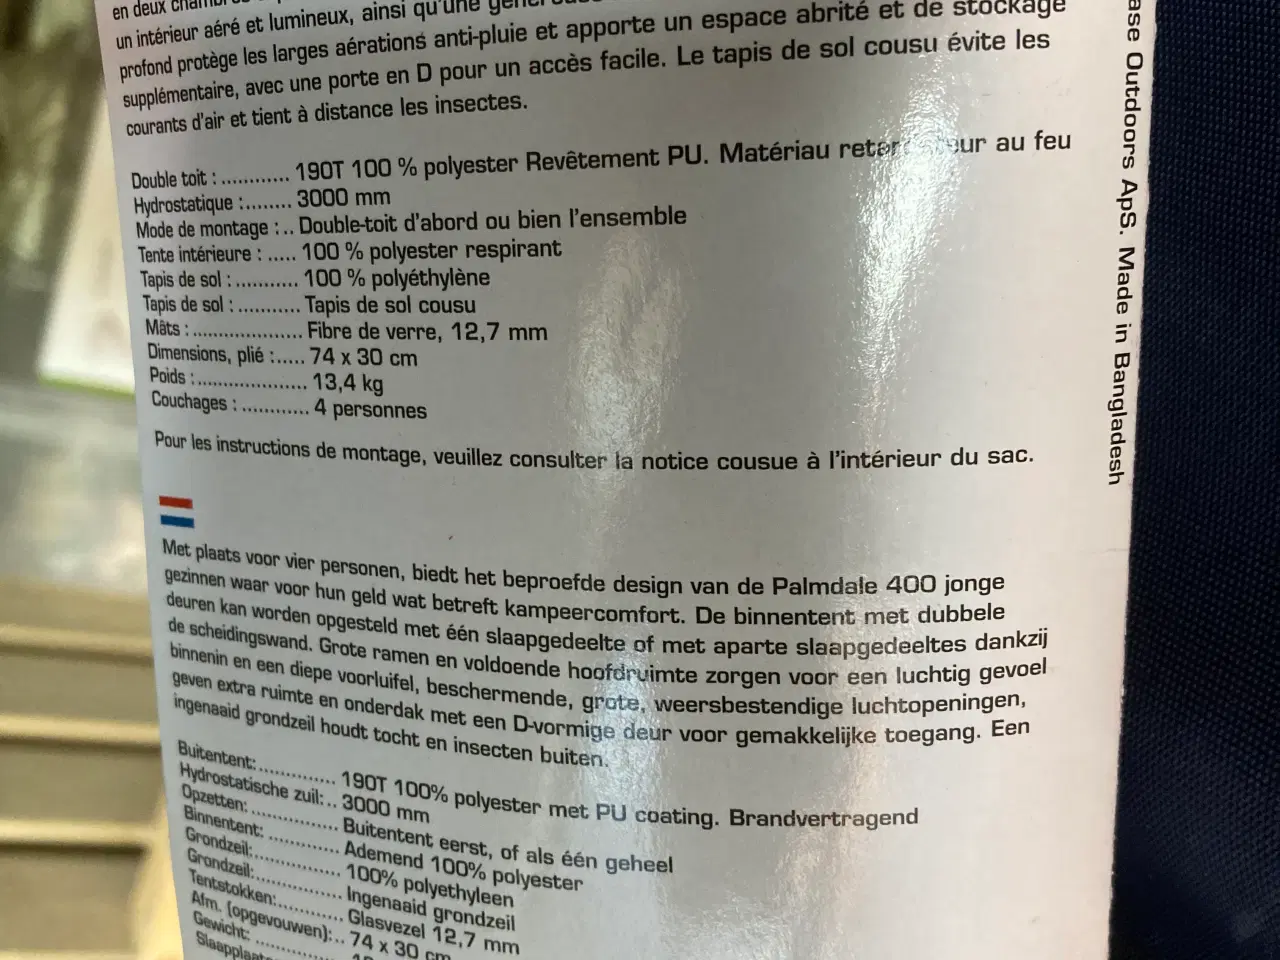 en deux
un intérieur aéré et lumineux, ainsi qu'une
profond protège les larges aérations anti-pluie et apporte un espace abrité et de stockage
supplémentaire, avec une porte en D pour un accès facile. Le tapis de sol cousu évite les
courants d'air et tient à distance les insectes.
Double toit : ............ 190T 100 % polyester Revêtement PU. Matériau au feu
Hydrostatique :........ 3000 mm
Mode de montage : .. Double-toit d'abord ou bien l'ensemble
Tente intérieure : ..... 100 % polyester respirant
Tapis de sol : ........... 100 % polyéthylène
Tapis de sol : ........... Tapis de sol cousu
Mâts : .................... Fibre de verre, 12,7 mm
Dimensions, plié :..... 74 x 30 cm
Poids :.................... 13,4 kg
Couchages : ............ 4 personnes
Pour les instructions de montage, veuillez consulter la notice cousue à l'intérieur du sac.
Met plaats voor vier personen, biedt het beproefde design van de Palmdale 400 jonge
gezinnen waar voor hun geld wat betreft kampeercomfort. De binnentent met dubbele
deuren kan worden opgesteld met één slaapgedeelte of met aparte slaapgedeeltes dankzij
de scheidingswand. Grote ramen en voldoende hoofdruimte zorgen voor een luchtig gevoel
binnenin en een diepe voorluifel, beschermende, grote, weersbestendige luchtopeningen,
geven extra ruimte en onderdak met een D-vormige deur voor gemakkelijke toegang. Een
ingenaaid grondzeil houdt tocht en insecten buiten.
Buitentent:.............. 190T 100% polyester met PU coating. Brandvertragend
Hydrostatische zuil:.. 3000 mm
Opzetten: ................ Buitentent eerst, of als één geheel
Binnentent: ............. Ademend 100% polyester
Grondzeil:................ 100% polyethyleen
Grondzeil:................ Ingenaaid grondzeil
Tentstokken:............ Glasvezel 12,7 mm
Afm. (opgevouwen):.. 74 x 30 cm
Gewicht:
Outdoors ApS. Made in Bangladesh